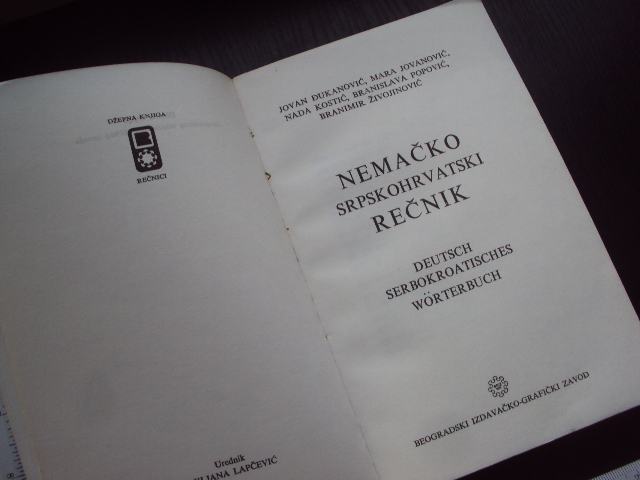 DŽEPNA KNJIGA
REČNICI
Urednik
LAPČEVIĆ
JOVAN ĐUKANOVIĆ, MARA JOVANOVIĆ,
NADA KOSTIĆ, BRANISLAVA POPOVIĆ,
BRANIMIR ŽIVOJINOVIĆ
NEMAČKO
SRPSKOHRVATSKI
REČNIK
DEUTSCH
SERBOKROATISCHES
WÖRTERBUCH
BEOGRADSKI IZDAVAČKO-GRAFIČKI ZAVOD